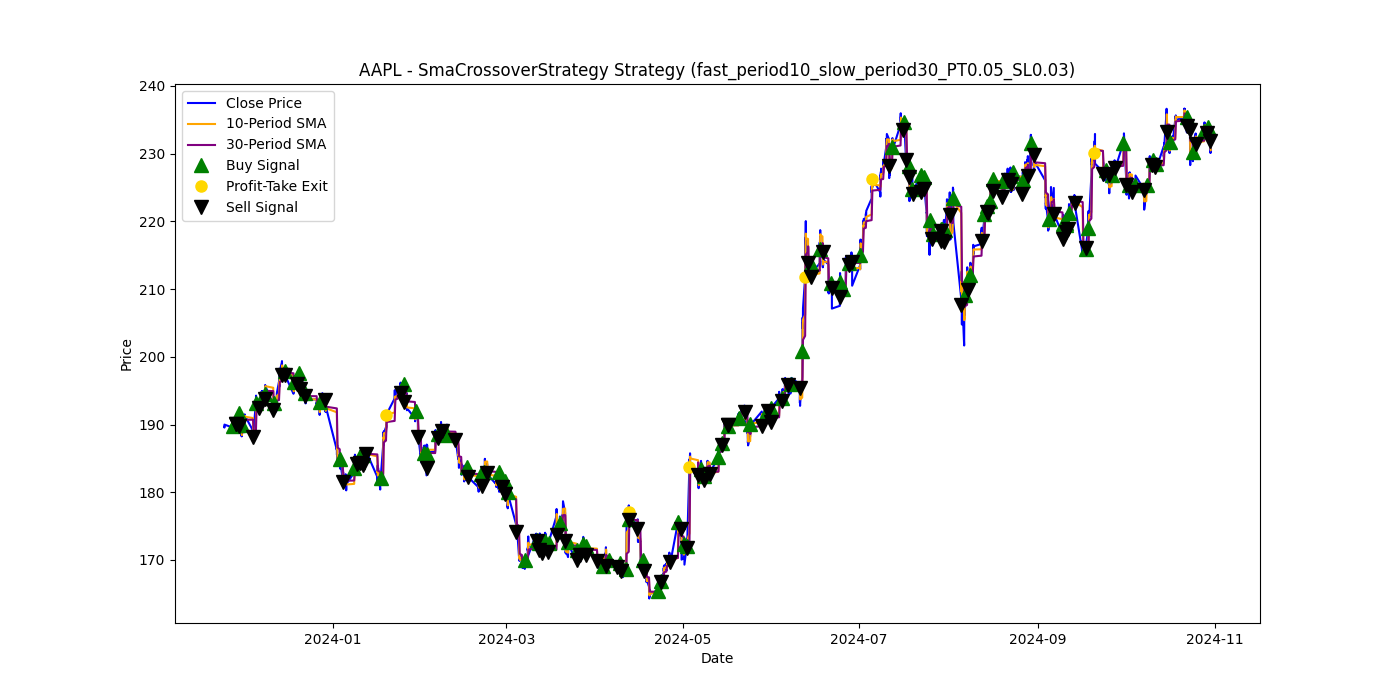 AAPL - SmaCrossoverStrategy Strategy (fast_period10_slow_period30_PT0.05_SL0.03)
Close Price
10-Period SMA
30-Period SMA
Buy Signal
Profit-Take Exit
Sell Signal
Price
240
230
220
210
200
190
180
170
2024-01
2024-03
2024-05
2024-07
2024-09
2024-11
Date